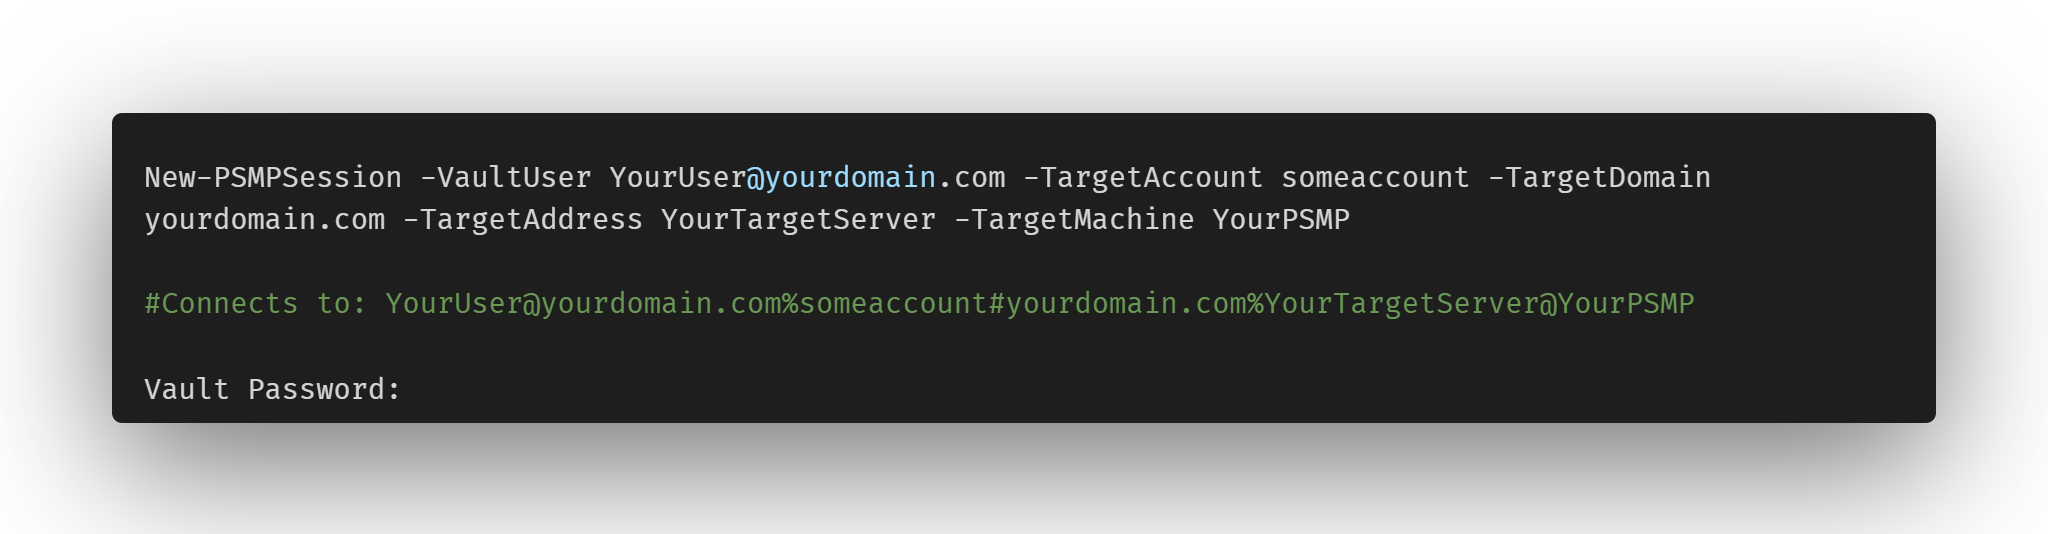 New-PSMPSession -VaultUser YourUser@yourdomain.com -TargetAccount someaccount -TargetDomain
yourdomain.com -TargetAddress YourTargetServer -TargetMachine YourPSMP
#Connects to: YourUser@yourdomain.com%someaccount#yourdomain.com%YourTargetServer@YourPSMP
Vault Password: